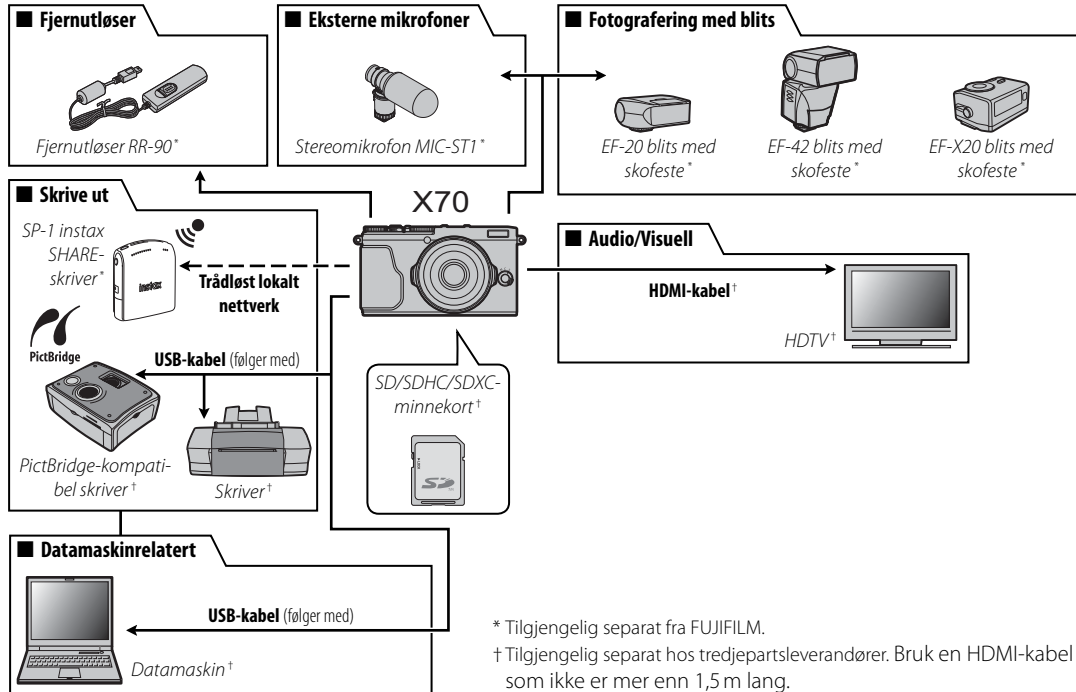 ■ Fjernutløser
Fjernutløser RR-90*
■ Eksterne mikrofoner
Stereomikrofon MIC-ST1*
■ Fotografering med blits
EF-20 blits med
skofeste*
EF-42 blits med
skofeste*
EF-X20 blits med
skofeste*
■ Skrive ut
SP-1 instax
SHARE-
skriver*
instax
Trådløst lokalt
nettverk
PictBridge
USB-kabel (følger med)
PictBridge-kompati-
bel skriver†
Skriver†
X70
SD/SDHC/SDXC-
minnekort†
SD
■ Audio/Visuell
HDMI-kabel†
HDTV†
■ Datamaskinrelatert
USB-kabel (følger med)
Datamaskin†
* Tilgjengelig separat fra FUJIFILM.
† Tilgjengelig separat hos tredjepartsleverandører. Bruk en HDMI-kabel
som ikke er mer enn 1,5 m lang.